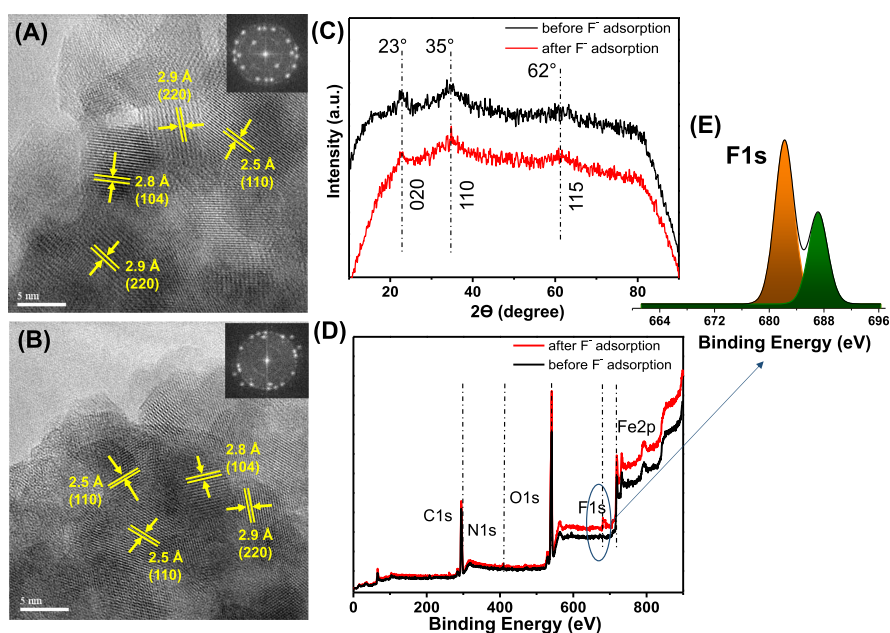 (A)
2.9 Å
(220)
2.5 Å
(110)
2.8 Å
(104)
2.9 Å
(220)
5 nm
(B)
2.8 Å
(104)
2.5 Å
(110)
2.9 Å
(220)
2.5 Å
(110)
5 nm
(C)
before F⁻ adsorption
after F⁻ adsorption
23°
35°
62°
020
110
115
Intensity (a.u.)
20
40
60
80
2Θ (degree)
(D)
after F⁻ adsorption
before F⁻ adsorption
Fe2p
F1s
O1s
C1s
N1s
Intensity
0
200
400
600
800
Binding Energy eV
(E)
F1s
664
672
680
688
696
Binding Energy (eV)